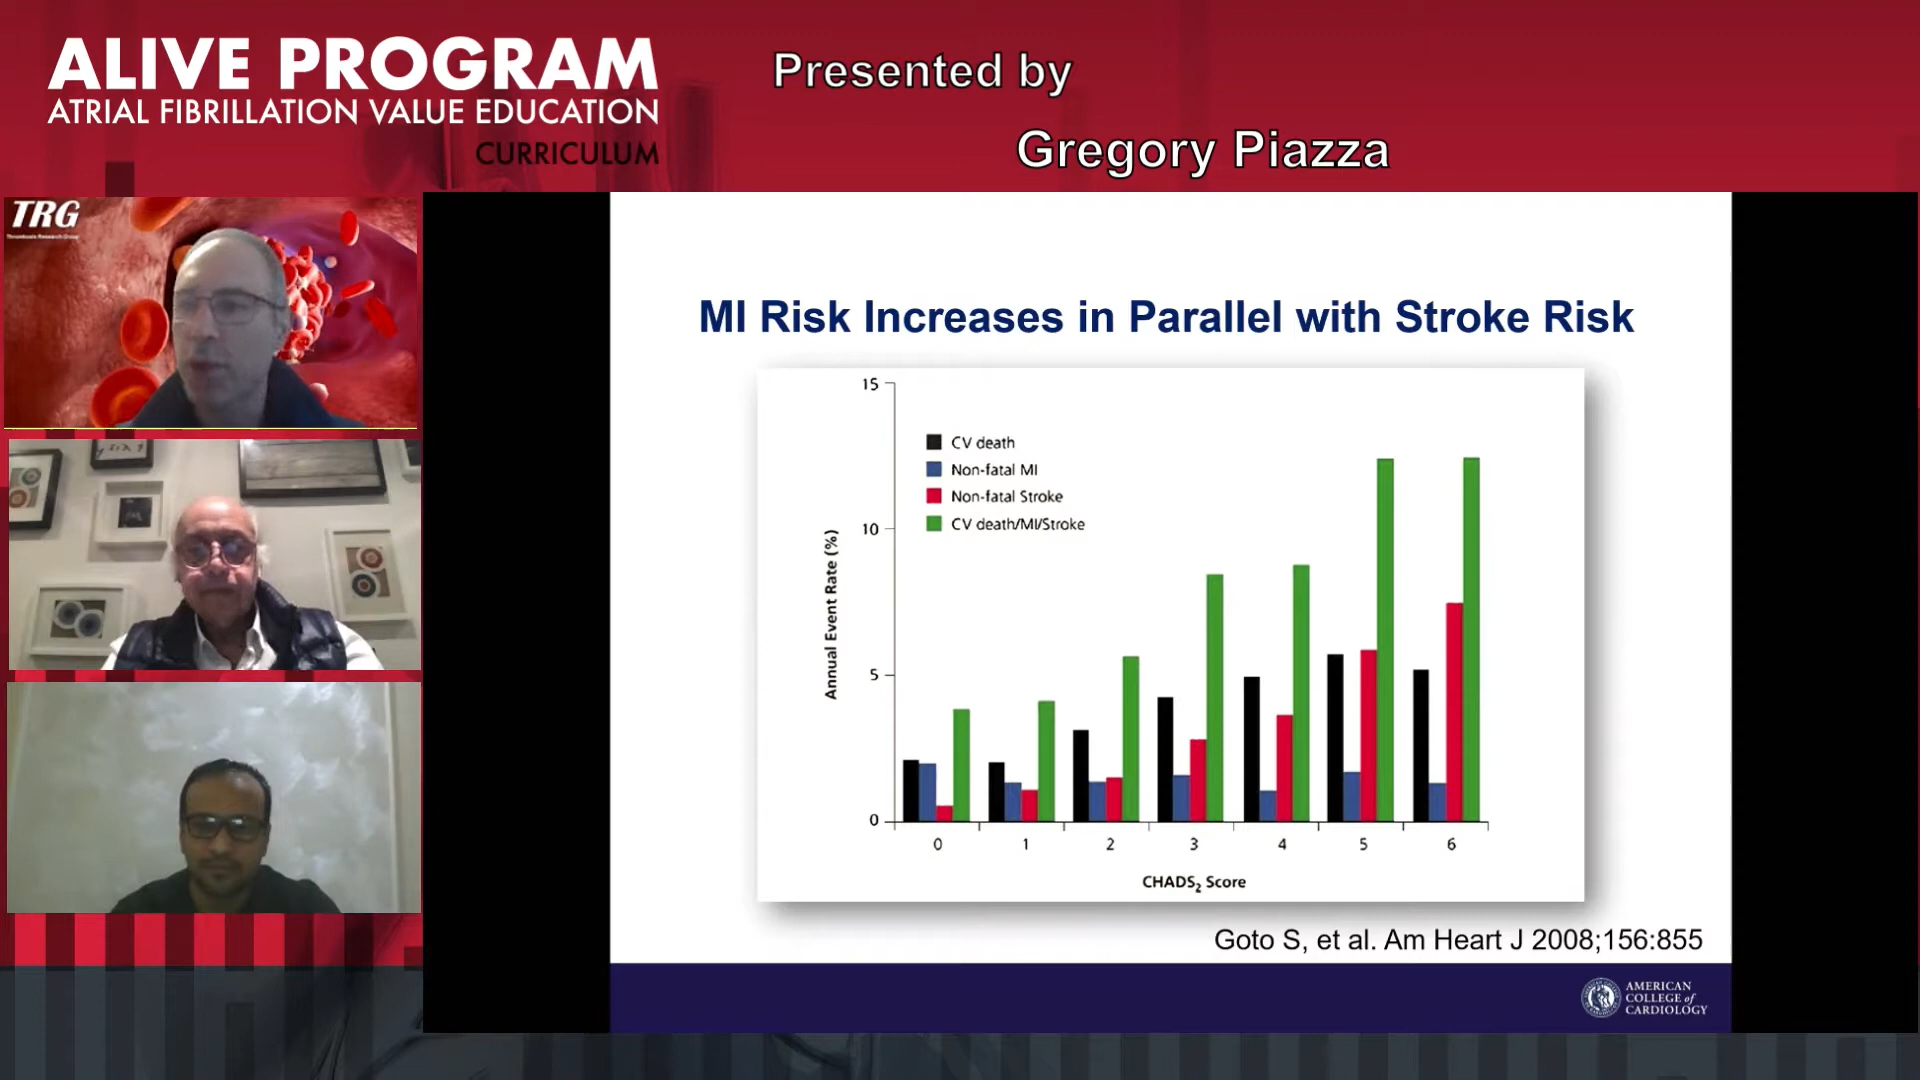 ALIVE PROGRAM
ATRIAL FIBRILLATION VALUE EDUCATION
CURRICULUM
Presented by
Gregory Piazza
TRG
Thrombosis Research Group
MI Risk Increases in Parallel with Stroke Risk
15
10
5
0
Annual Event Rate (%)
CV death
Non-fatal MI
Non-fatal Stroke
CV death/MI/Stroke
0 1 2 3 4 5 6
CHADS₂ Score
Goto S, et al. Am Heart J 2008;156:855
AMERICAN
COLLEGE of
CARDIOLOGY